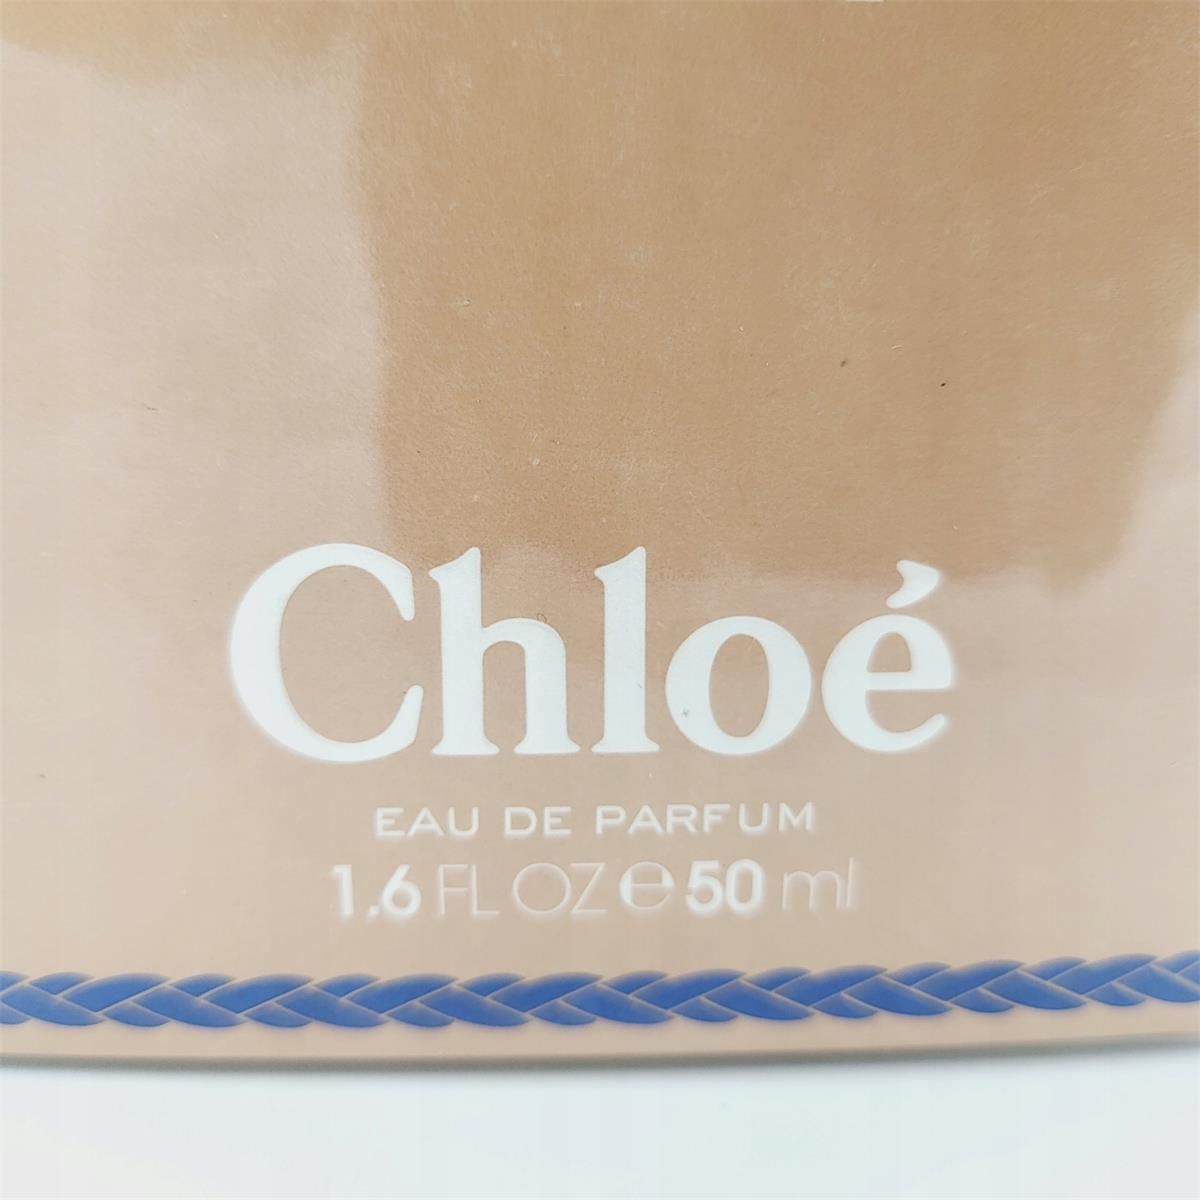 Chloé
EAU DE PARFUM
1.6 FL OZ ℮ 50 ml